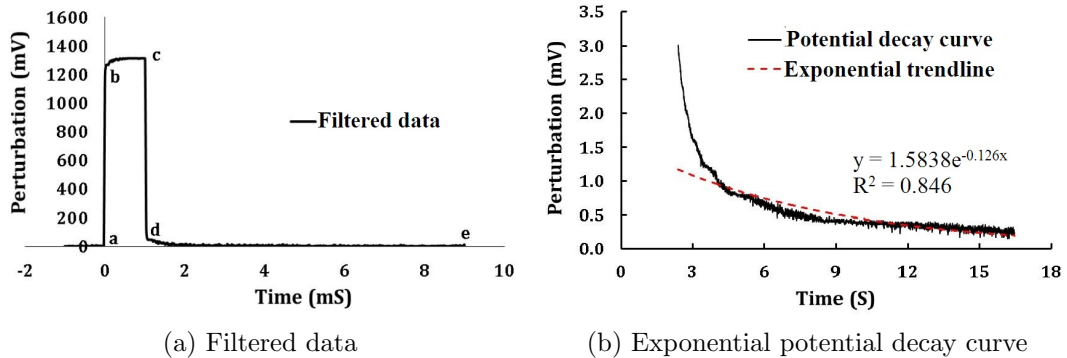 1600
1400
1200
1000
800
600
400
200
0
Perturbation (mV)
b
c
a
d
e
Filtered data
-2
0
2
4
6
8
10
Time (mS)
(a) Filtered data
3.5
3.0
2.5
2.0
1.5
1.0
0.5
0.0
Perturbation (mV)
Potential decay curve
Exponential trendline
y = 1.5838e^-0.126x
R² = 0.846
0
3
6
9
12
15
18
Time (S)
(b) Exponential potential decay curve